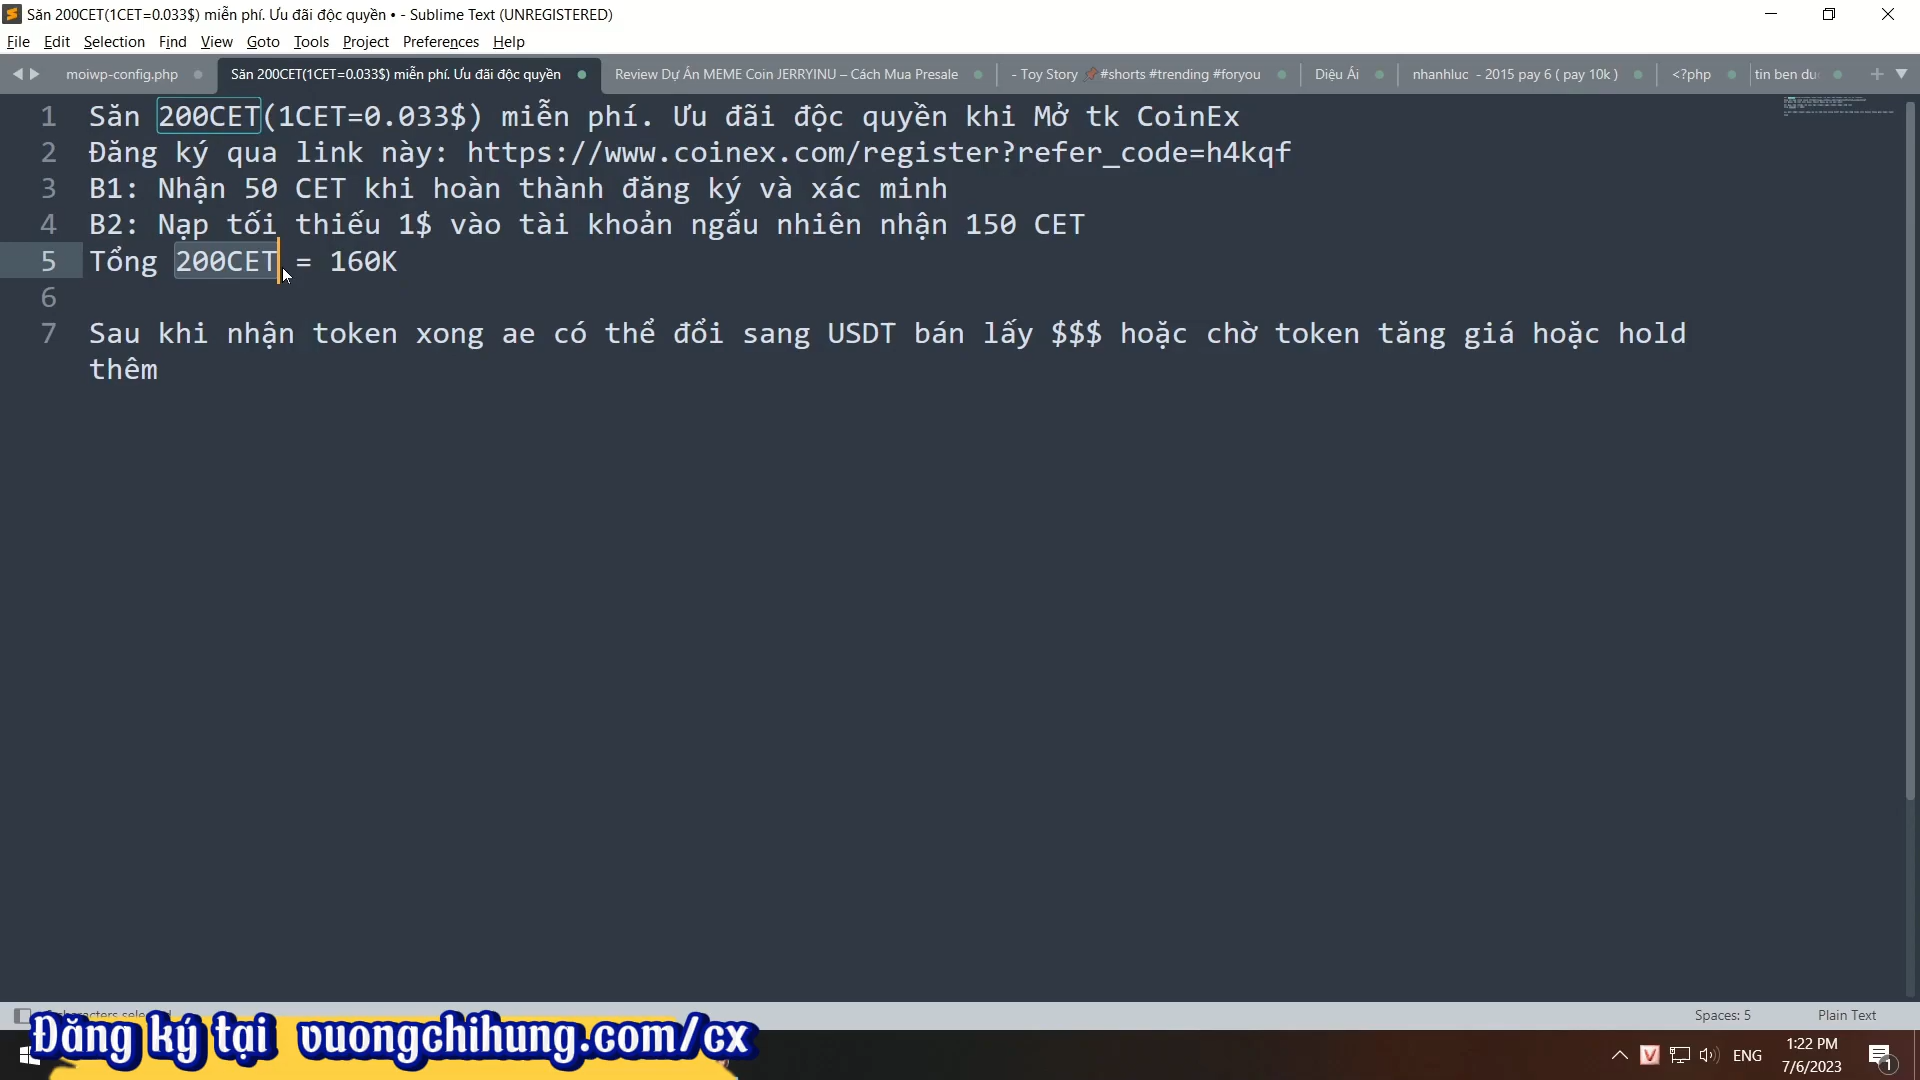 Săn 200CET(1CET=0.033$) miễn phí. Ưu đãi độc quyền • - Sublime Text (UNREGISTERED)
File Edit Selection Find View Goto Tools Project Preferences Help
moiwp-config.php Săn 200CET(1CET=0.033$) miễn phí. Ưu đãi độc quyền Review Dự Án MEME Coin JERRYINU – Cách Mua Presale - Toy Story 📌#shorts #trending #foryou Diệu Ái nhanhluc - 2015 pay 6 ( pay 10k ) <?php tin ben
1 Săn 200CET(1CET=0.033$) miễn phí. Ưu đãi độc quyền khi Mở tk CoinEx
2 Đăng ký qua link này: https://www.coinex.com/register?refer_code=h4kqf
3 B1: Nhận 50 CET khi hoàn thành đăng ký và xác minh
4 B2: Nạp tối thiếu 1$ vào tài khoản ngẩu nhiên nhận 150 CET
5 Tổng 200CET = 160K
6
7 Sau khi nhận token xong ae có thể đổi sang USDT bán lấy $$$ hoặc chờ token tăng giá hoặc hold
thêm
Spaces: 5 Plain Text
Đăng ký tại vuongchihung.com/cx
ENG 1:22 PM
7/6/2023 1